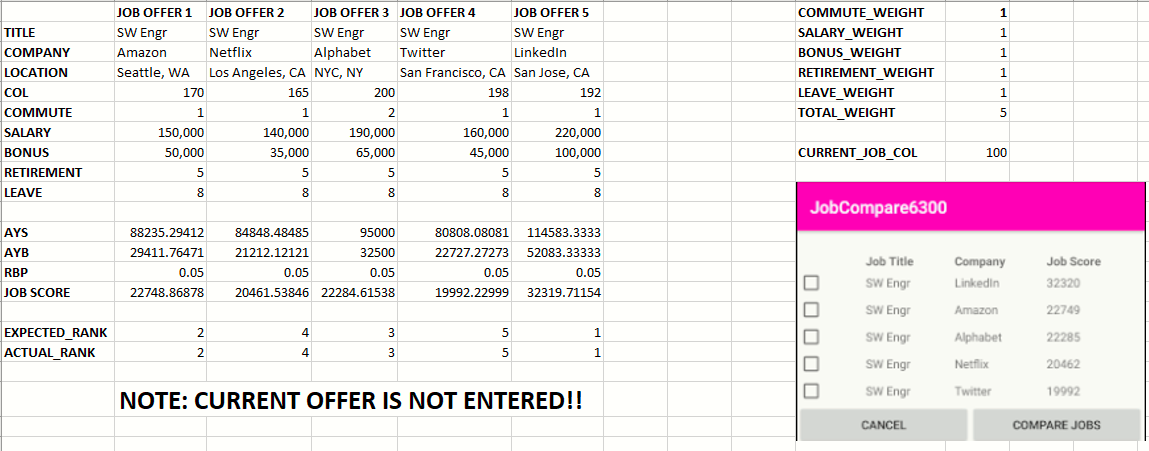 JOB OFFER 1 JOB OFFER 2 JOB OFFER 3 JOB OFFER 4 JOB OFFER 5
TITLE SW Engr SW Engr SW Engr SW Engr SW Engr
COMPANY Amazon Netflix Alphabet Twitter LinkedIn
LOCATION Seattle, WA Los Angeles, CA NYC, NY San Francisco, CA San Jose, CA
COL 170 165 200 198 192
COMMUTE 1 1 2 1 1
SALARY 150,000 140,000 190,000 160,000 220,000
BONUS 50,000 35,000 65,000 45,000 100,000
RETIREMENT 5 5 5 5 5
LEAVE 8 8 8 8 8
AYS 88235.29412 84848.48485 95000 80808.08081 114583.3333
AYB 29411.76471 21212.12121 32500 22727.27273 52083.33333
RBP 0.05 0.05 0.05 0.05 0.05
JOB SCORE 22748.86878 20461.53846 22284.61538 19992.22999 32319.71154
EXPECTED_RANK 2 4 3 5 1
ACTUAL_RANK 2 4 3 5 1
NOTE: CURRENT OFFER IS NOT ENTERED!!
COMMUTE_WEIGHT 1
SALARY_WEIGHT 1
BONUS_WEIGHT 1
RETIREMENT_WEIGHT 1
LEAVE_WEIGHT 1
TOTAL_WEIGHT 5
CURRENT_JOB_COL 100
JobCompare6300
Job Title Company Job Score
SW Engr LinkedIn 32320
SW Engr Amazon 22749
SW Engr Alphabet 22285
SW Engr Netflix 20462
SW Engr Twitter 19992
CANCEL COMPARE JOBS